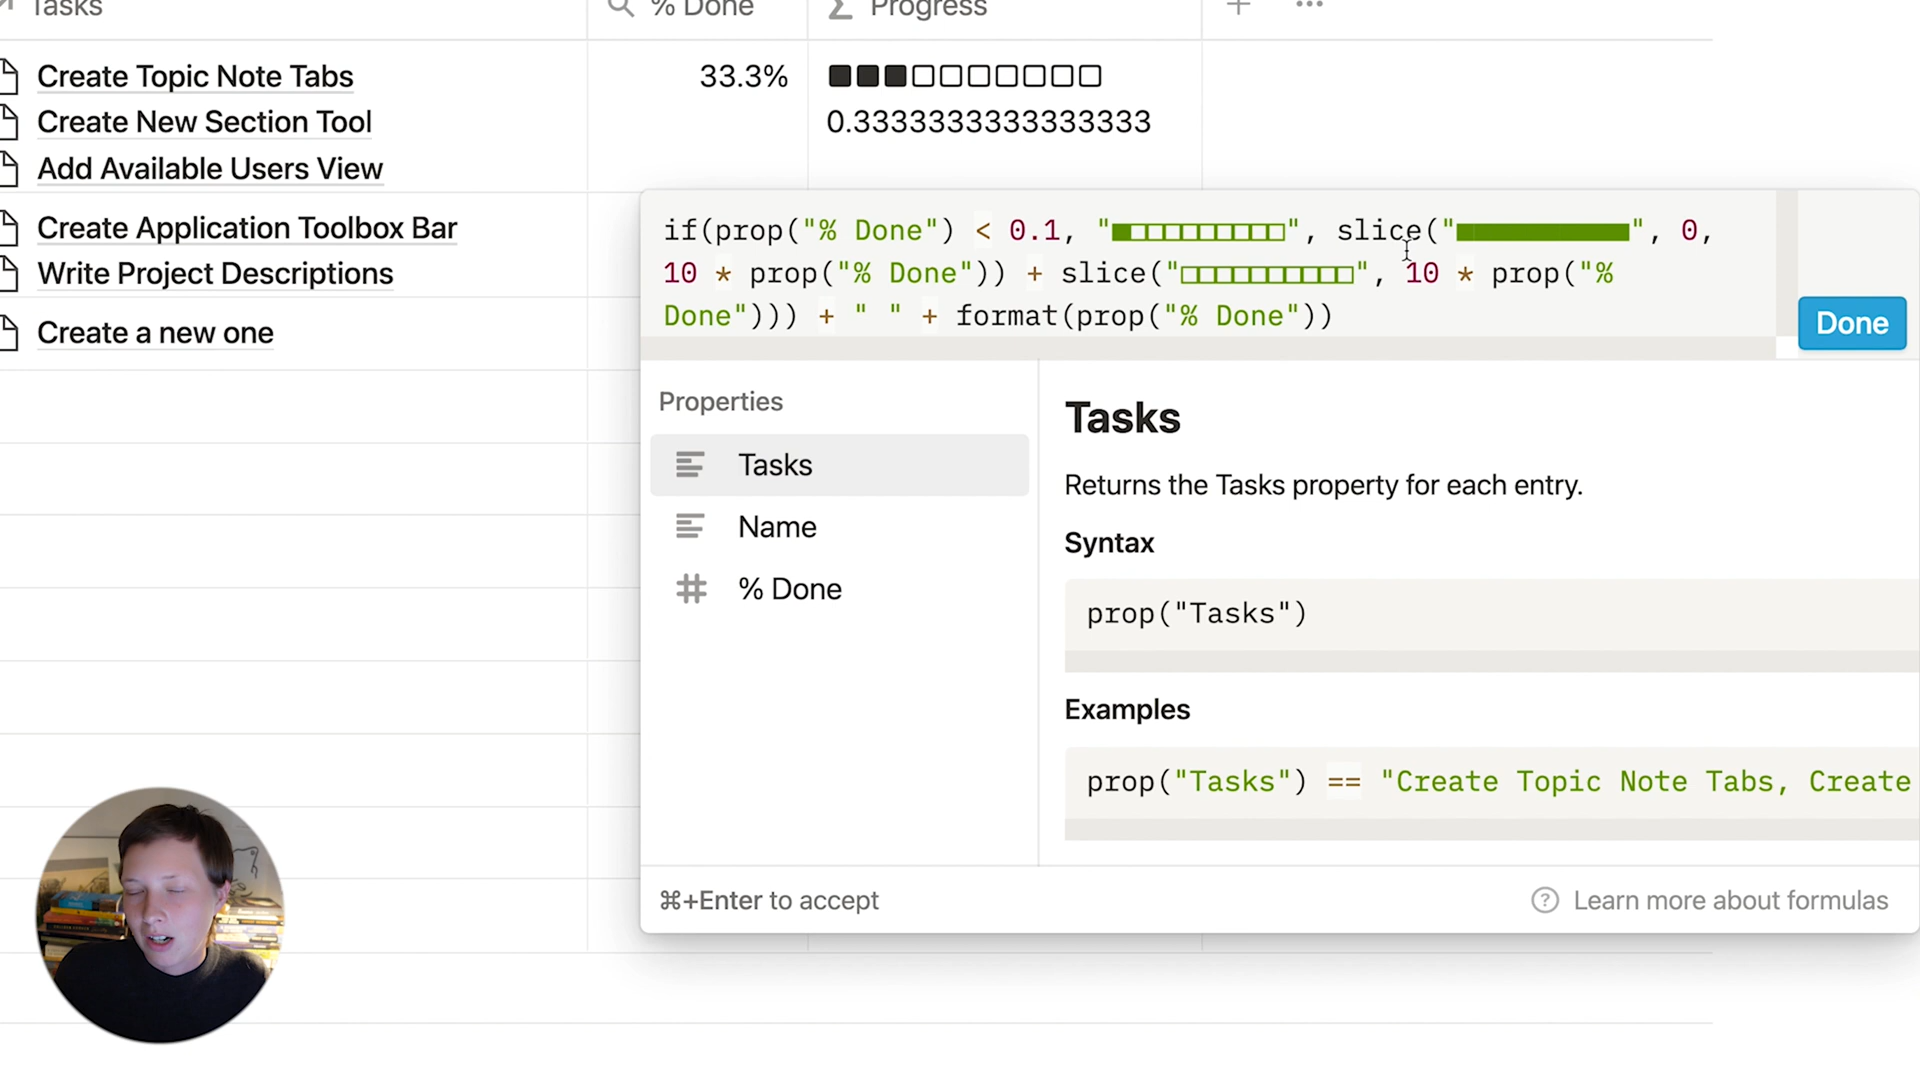 Tasks % Done Σ Progress + ...
Create Topic Note Tabs 33.3% ■■■□□□□□□□
Create New Section Tool 0.3333333333333333
Add Available Users View
Create Application Toolbox Bar
Write Project Descriptions
Create a new one
if(prop("% Done") < 0.1, "■□□□□□□□□□", slice("■■■■■■■■■■", 0,
10 * prop("% Done")) + slice("□□□□□□□□□□", 10 * prop("%
Done"))) + " " + format(prop("% Done"))
Done
Properties
Tasks
Name
% Done
Tasks
Returns the Tasks property for each entry.
Syntax
prop("Tasks")
Examples
prop("Tasks") == "Create Topic Note Tabs, Create
⌘+Enter to accept
? Learn more about formulas